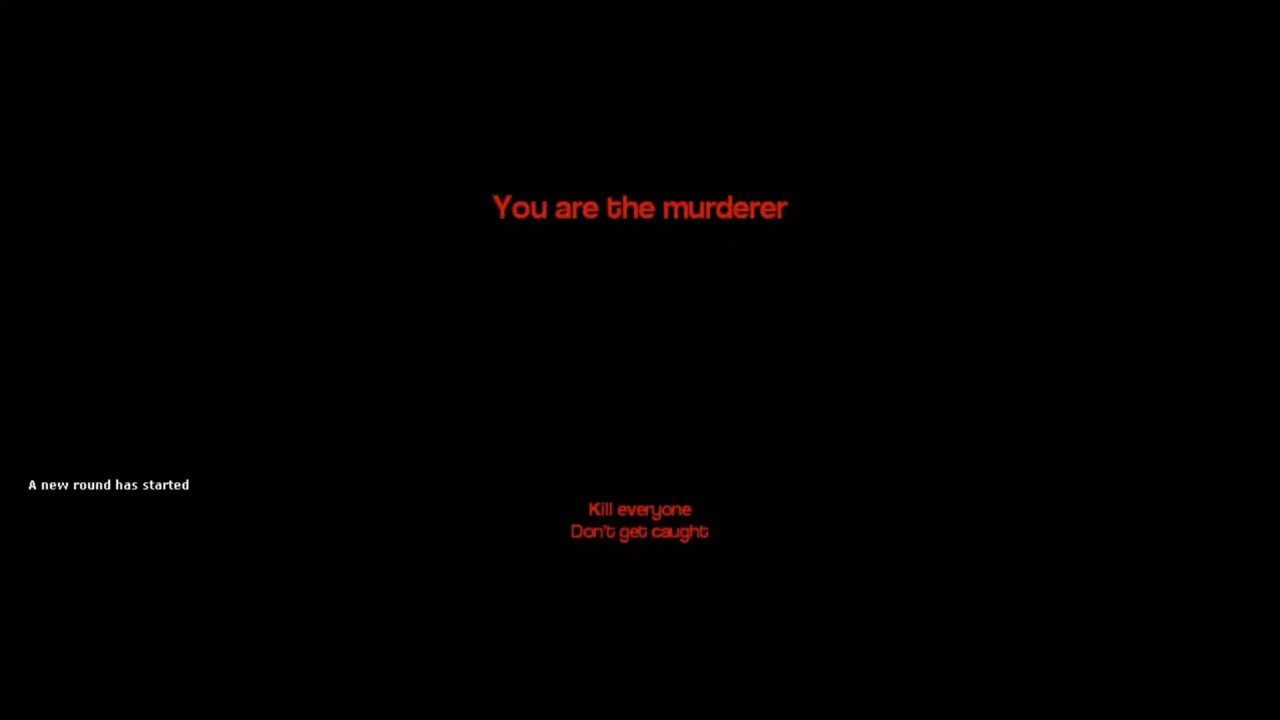 You are the murderer
A new round has started
Kill everyone
Don't get caught